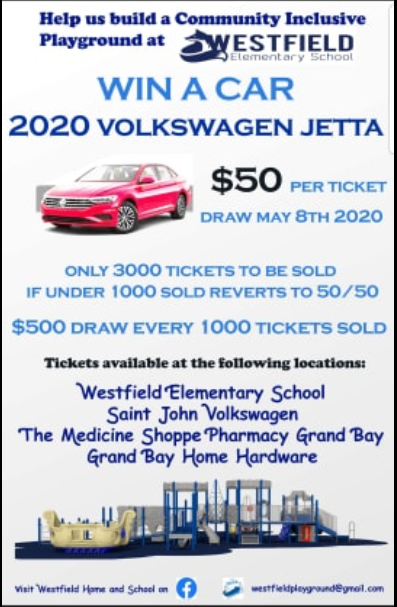 Help us build a Community Inclusive
Playground at WESTFIELD
Elementary School
WIN A CAR
2020 VOLKSWAGEN JETTA
$50 PER TICKET
DRAW MAY 8TH 2020
ONLY 3000 TICKETS TO BE SOLD
IF UNDER 1000 SOLD REVERTS TO 50/50
$500 DRAW EVERY 1000 TICKETS SOLD
Tickets available at the following locations:
Westfield Elementary School
Saint John Volkswagen
The Medicine Shoppe Pharmacy Grand Bay
Grand Bay Home Hardware
Visit Westfield Home and School on f westfieldplayground@gmail.com